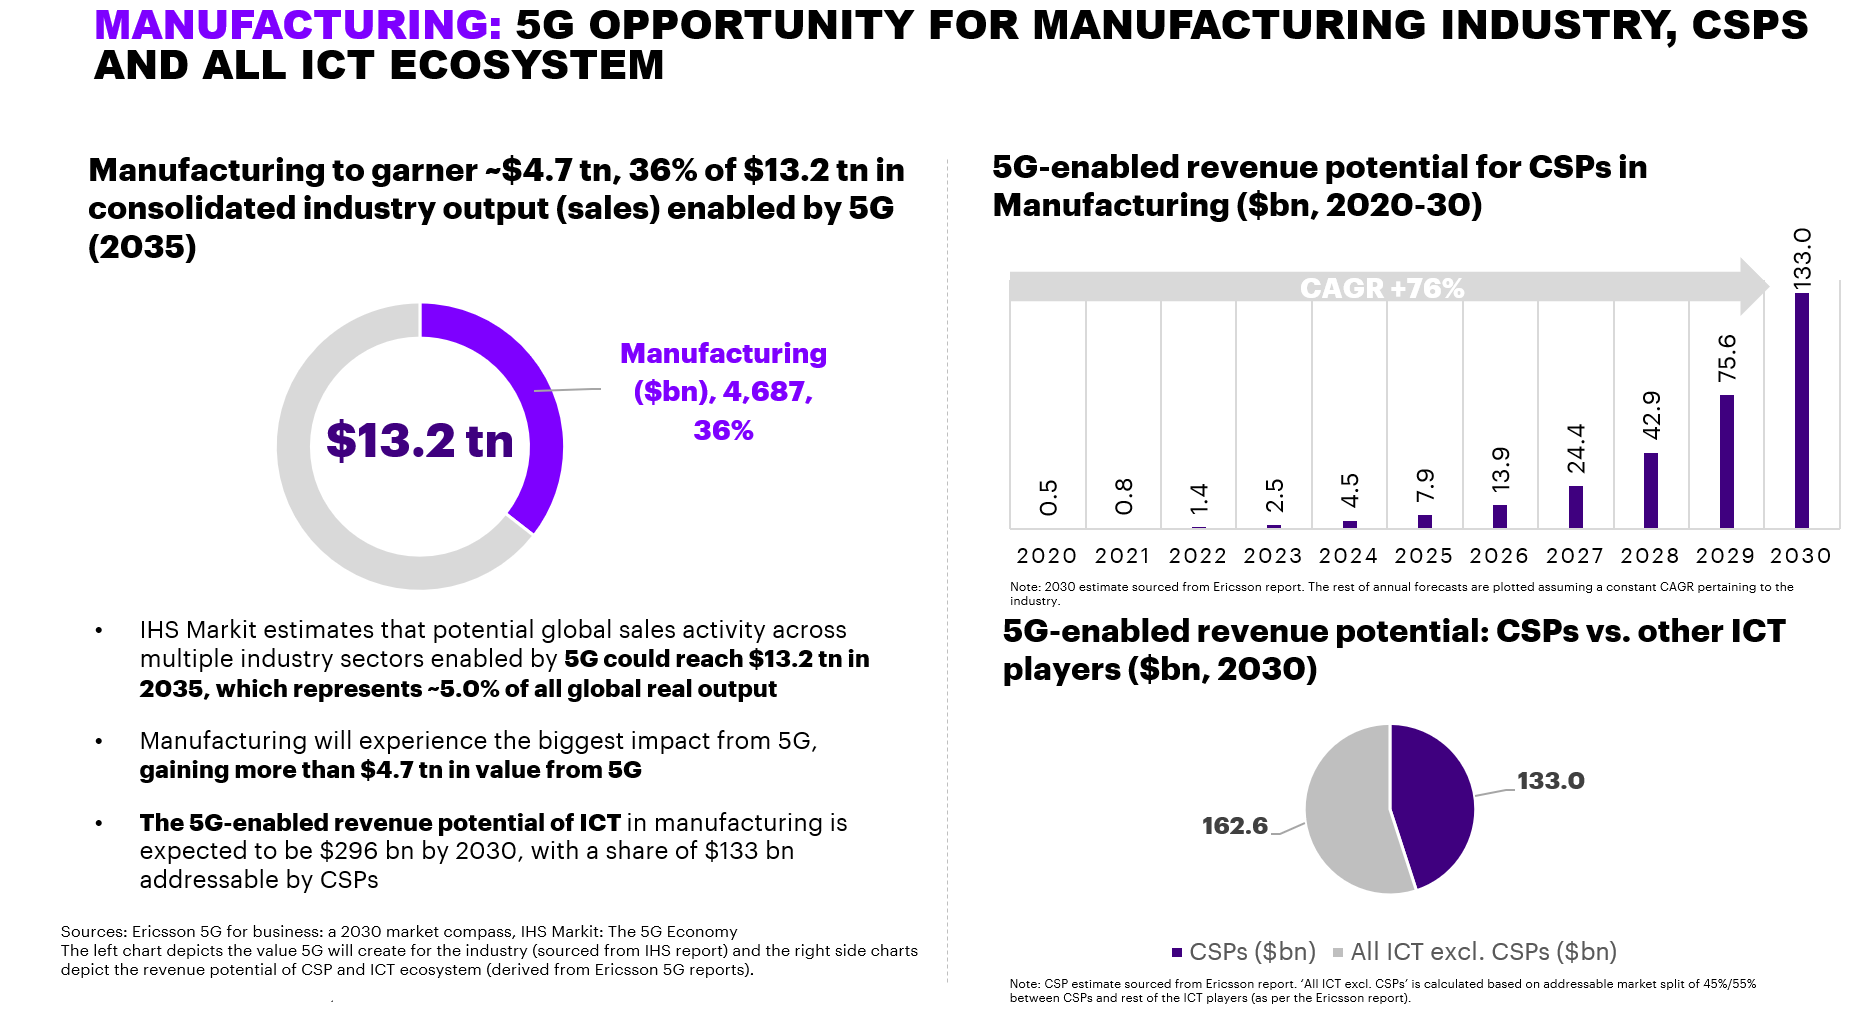 MANUFACTURING: 5G OPPORTUNITY FOR MANUFACTURING INDUSTRY, CSPS
AND ALL ICT ECOSYSTEM
Manufacturing to garner ~$4.7 tn, 36% of $13.2 tn in
consolidated industry output (sales) enabled by 5G
(2035)
Manufacturing
($bn), 4,687,
36%
$13.2 tn
• IHS Markit estimates that potential global sales activity across
multiple industry sectors enabled by 5G could reach $13.2 tn in
2035, which represents ~5.0% of all global real output
• Manufacturing will experience the biggest impact from 5G,
gaining more than $4.7 tn in value from 5G
• The 5G-enabled revenue potential of ICT in manufacturing is
expected to be $296 bn by 2030, with a share of $133 bn
addressable by CSPs
Sources: Ericsson 5G for business: a 2030 market compass, IHS Markit: The 5G Economy
The left chart depicts the value 5G will create for the industry (sourced from IHS report) and the right side charts
depict the revenue potential of CSP and ICT ecosystem (derived from Ericsson 5G reports).
5G-enabled revenue potential for CSPs in
Manufacturing ($bn, 2020-30)
CAGR +76%
0.5 0.8 1.4 2.5 4.5 7.9 13.9 24.4 42.9 75.6 133.0
2020 2021 2022 2023 2024 2025 2026 2027 2028 2029 2030
Note: 2030 estimate sourced from Ericsson report. The rest of annual forecasts are plotted assuming a constant CAGR pertaining to the
industry.
5G-enabled revenue potential: CSPs vs. other ICT
players ($bn, 2030)
133.0
162.6
CSPs ($bn) All ICT excl. CSPs ($bn)
Note: CSP estimate sourced from Ericsson report. ‘All ICT excl. CSPs’ is calculated based on addressable market split of 45%/55%
between CSPs and rest of the ICT players (as per the Ericsson report).